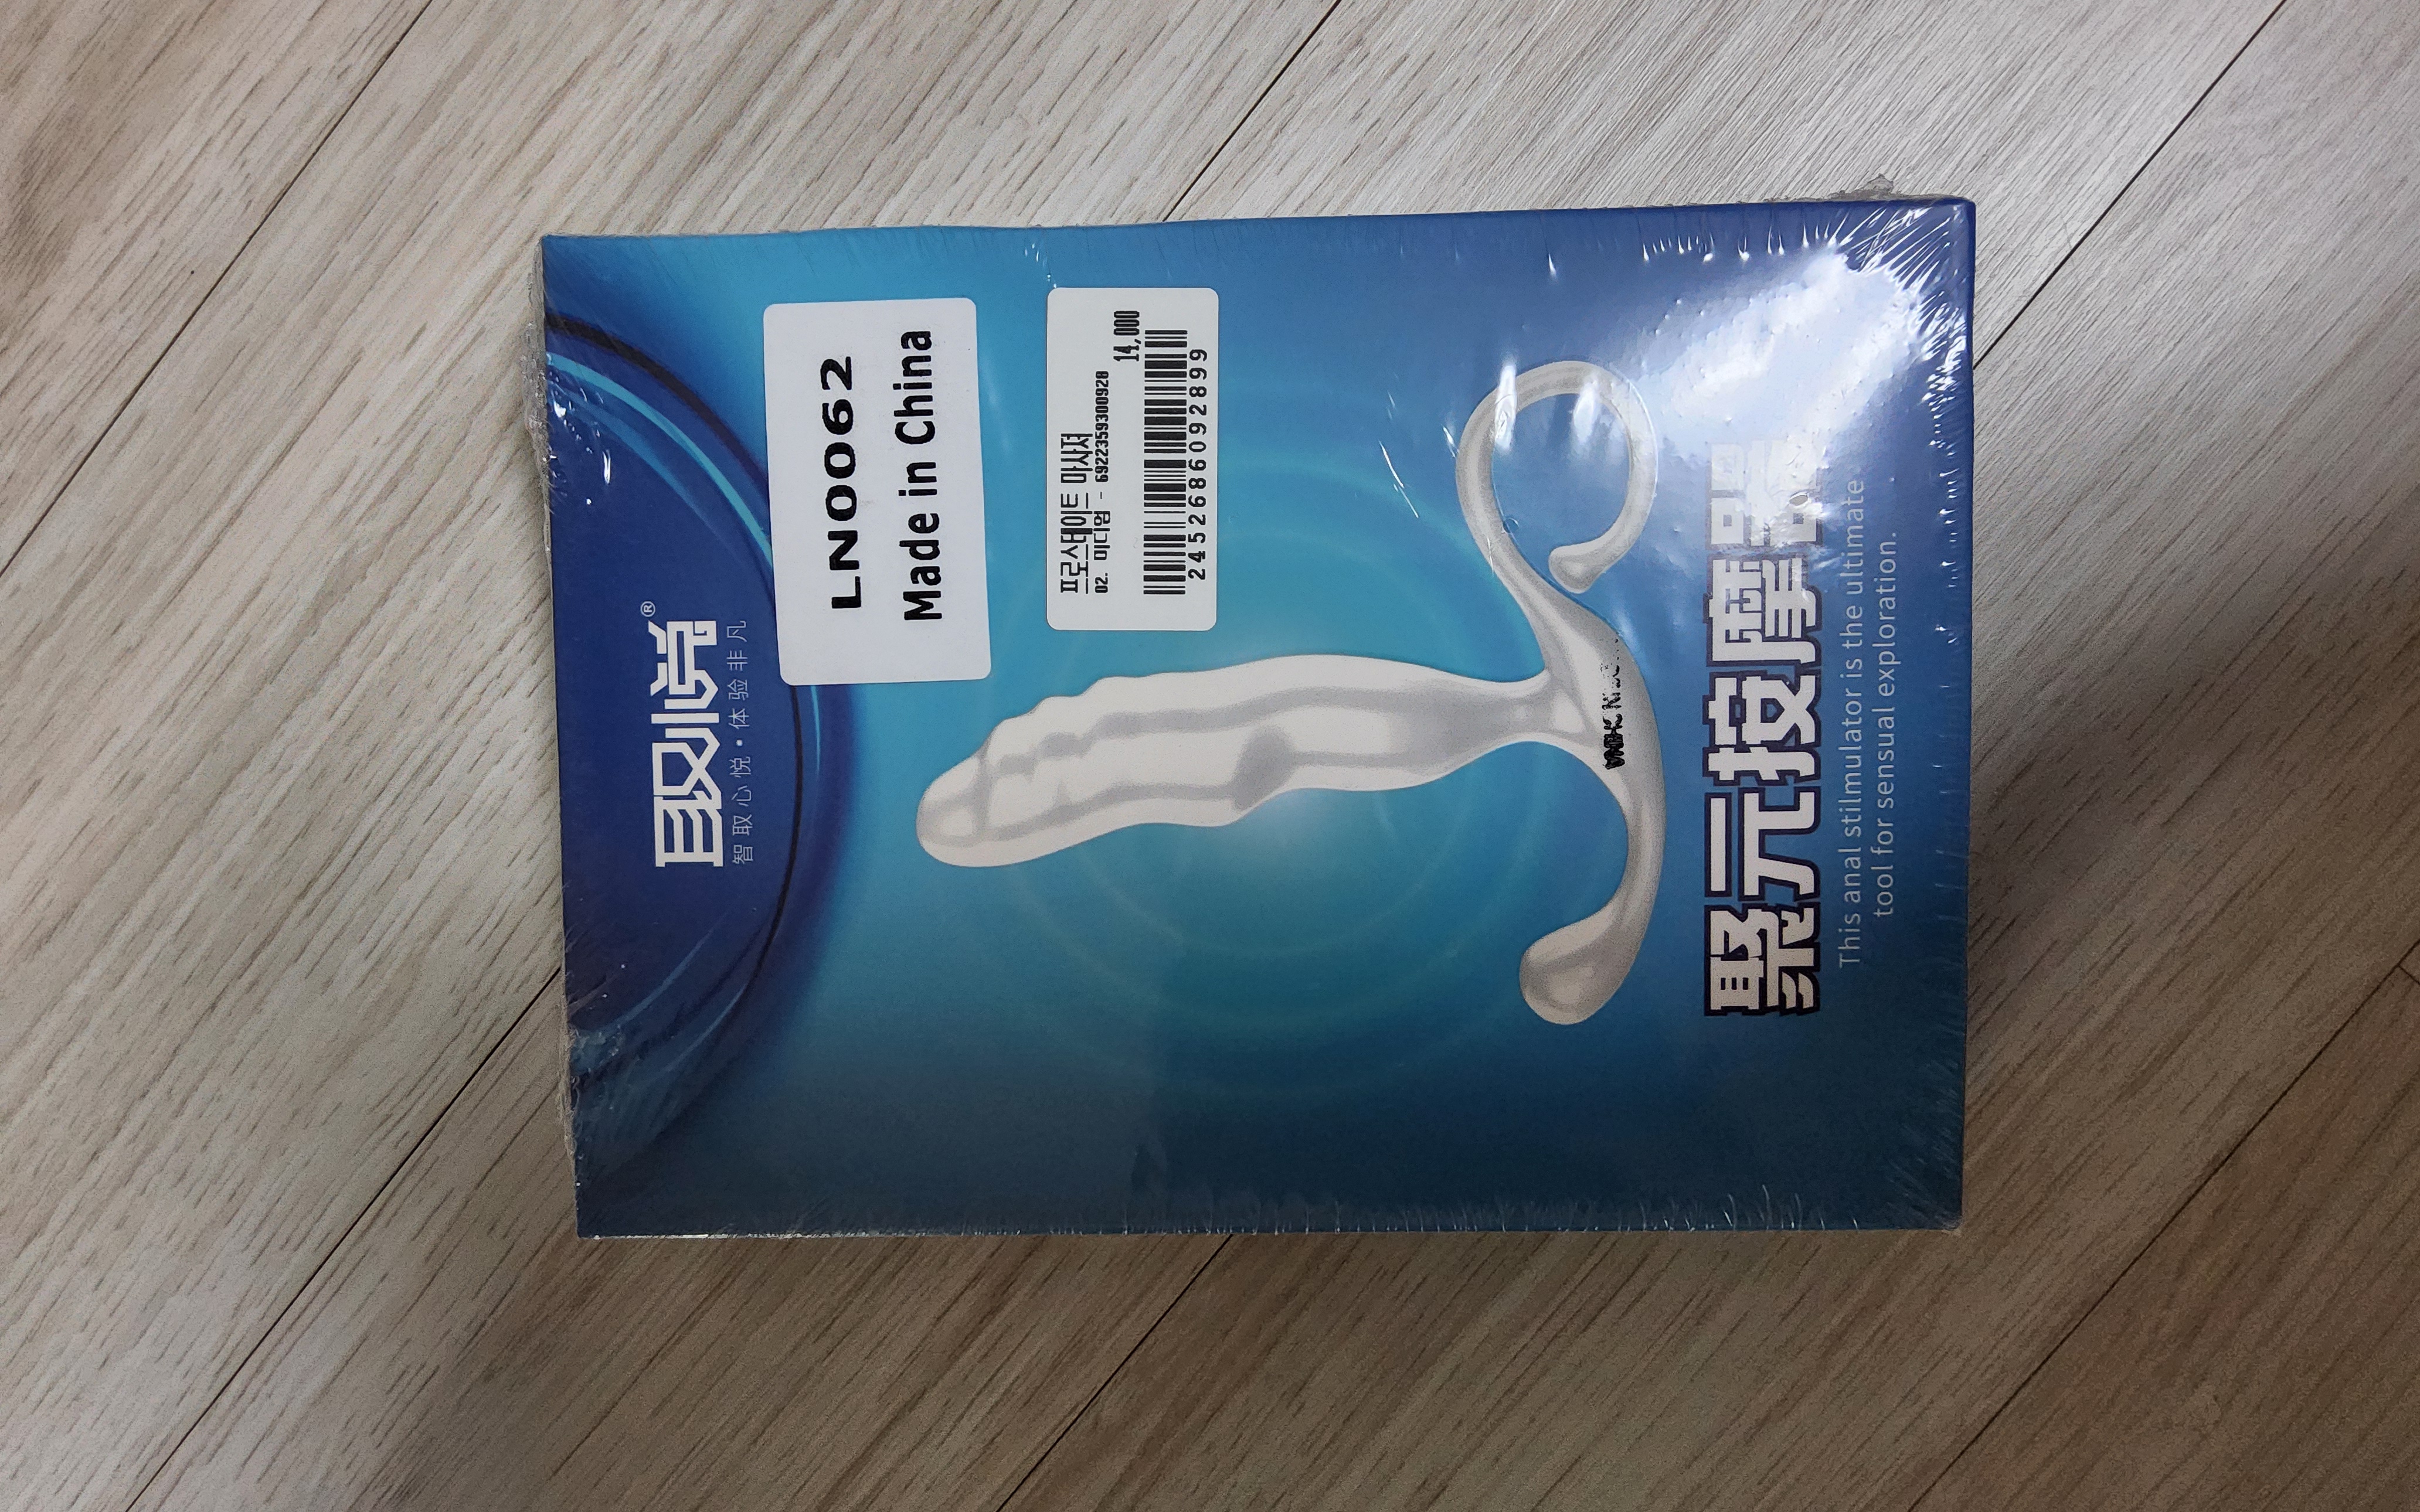 取悦®
智取心悦·体验非凡
LN0062
Made in China
프로스테이트 마사져
02. 미디엄 - 6922359300928
14,000
2452686092899
聚元按摩器
This anal stilmulator is the ultimate
tool for sensual exploration.